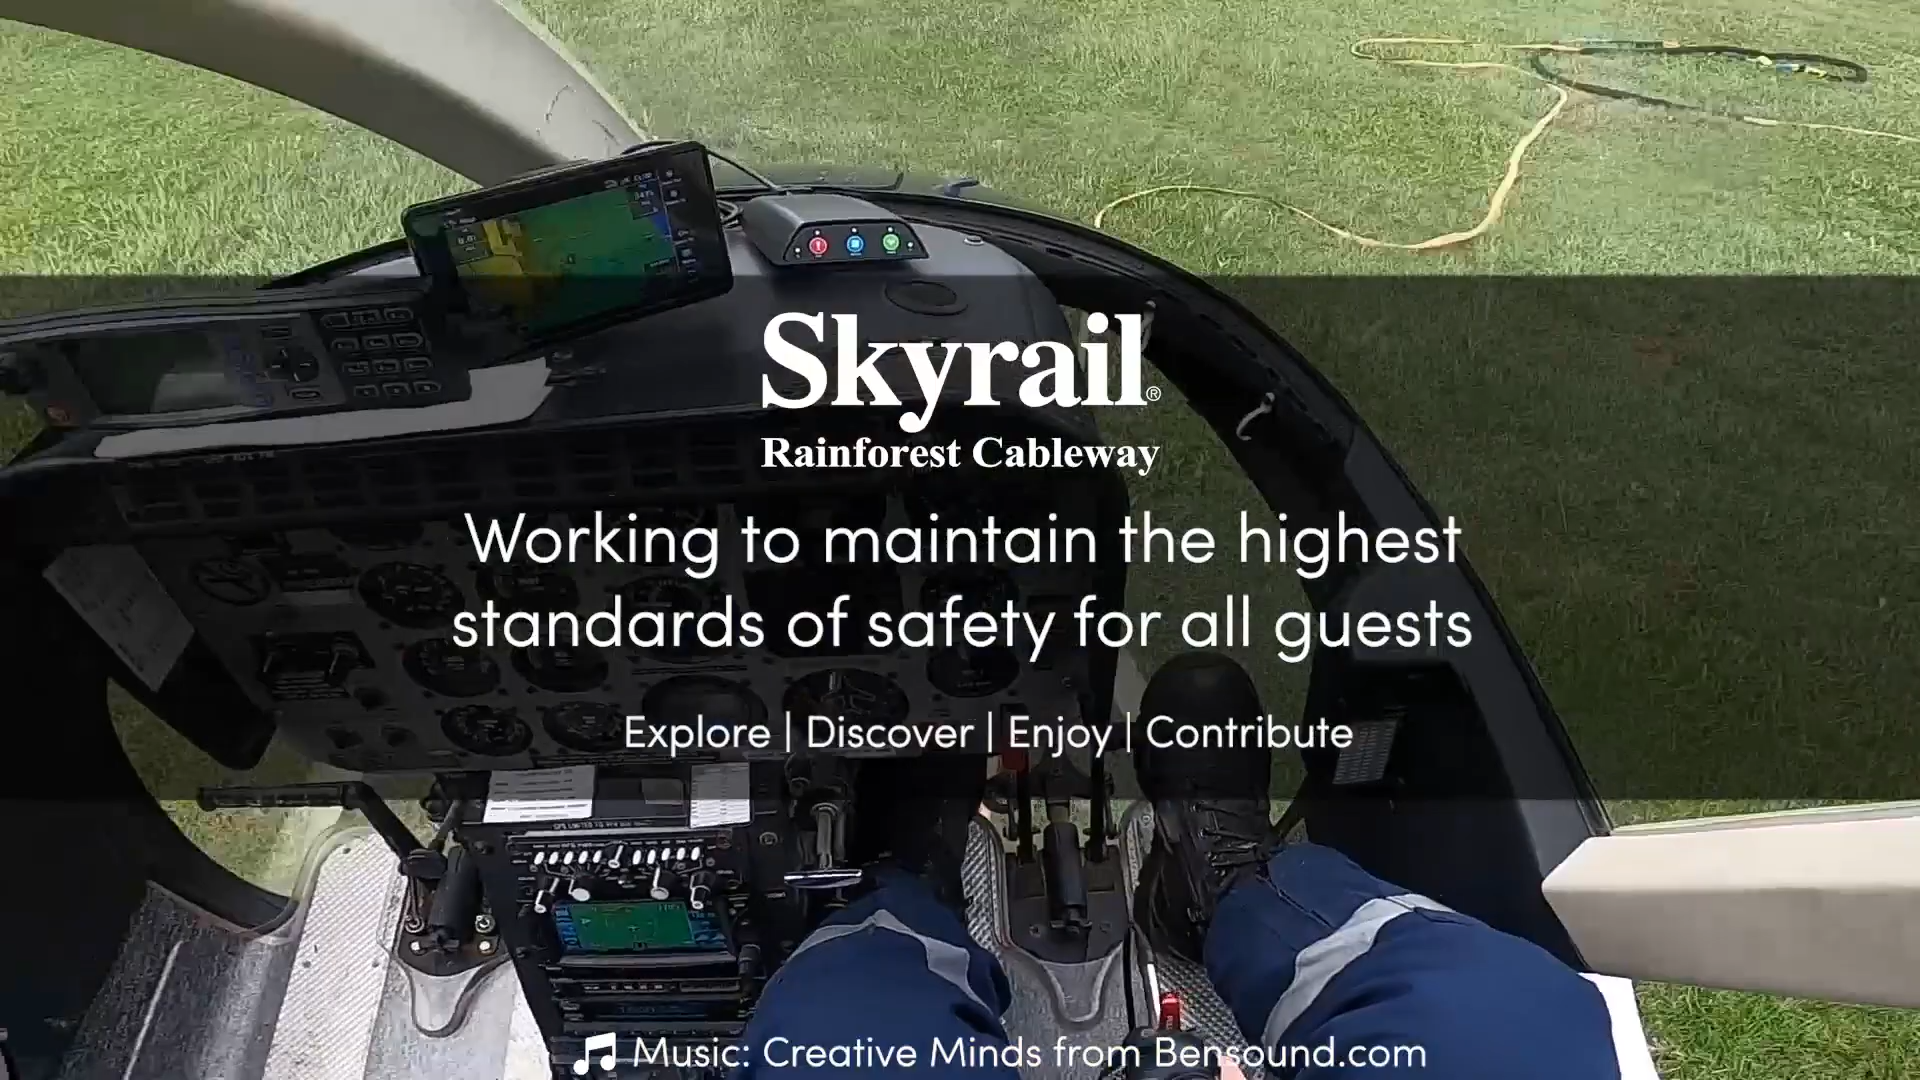 Skyrail®
Rainforest Cableway
Working to maintain the highest
standards of safety for all guests
Explore | Discover | Enjoy | Contribute
Music: Creative Minds from Bensound.com